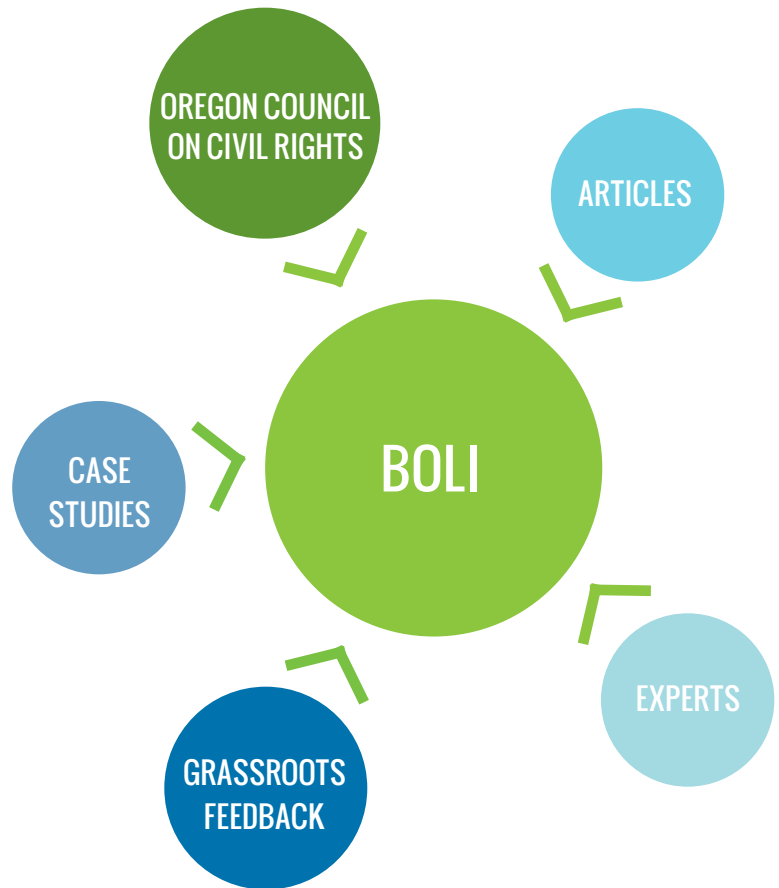 OREGON COUNCIL
ON CIVIL RIGHTS
ARTICLES
BOLI
CASE
STUDIES
EXPERTS
GRASSROOTS
FEEDBACK